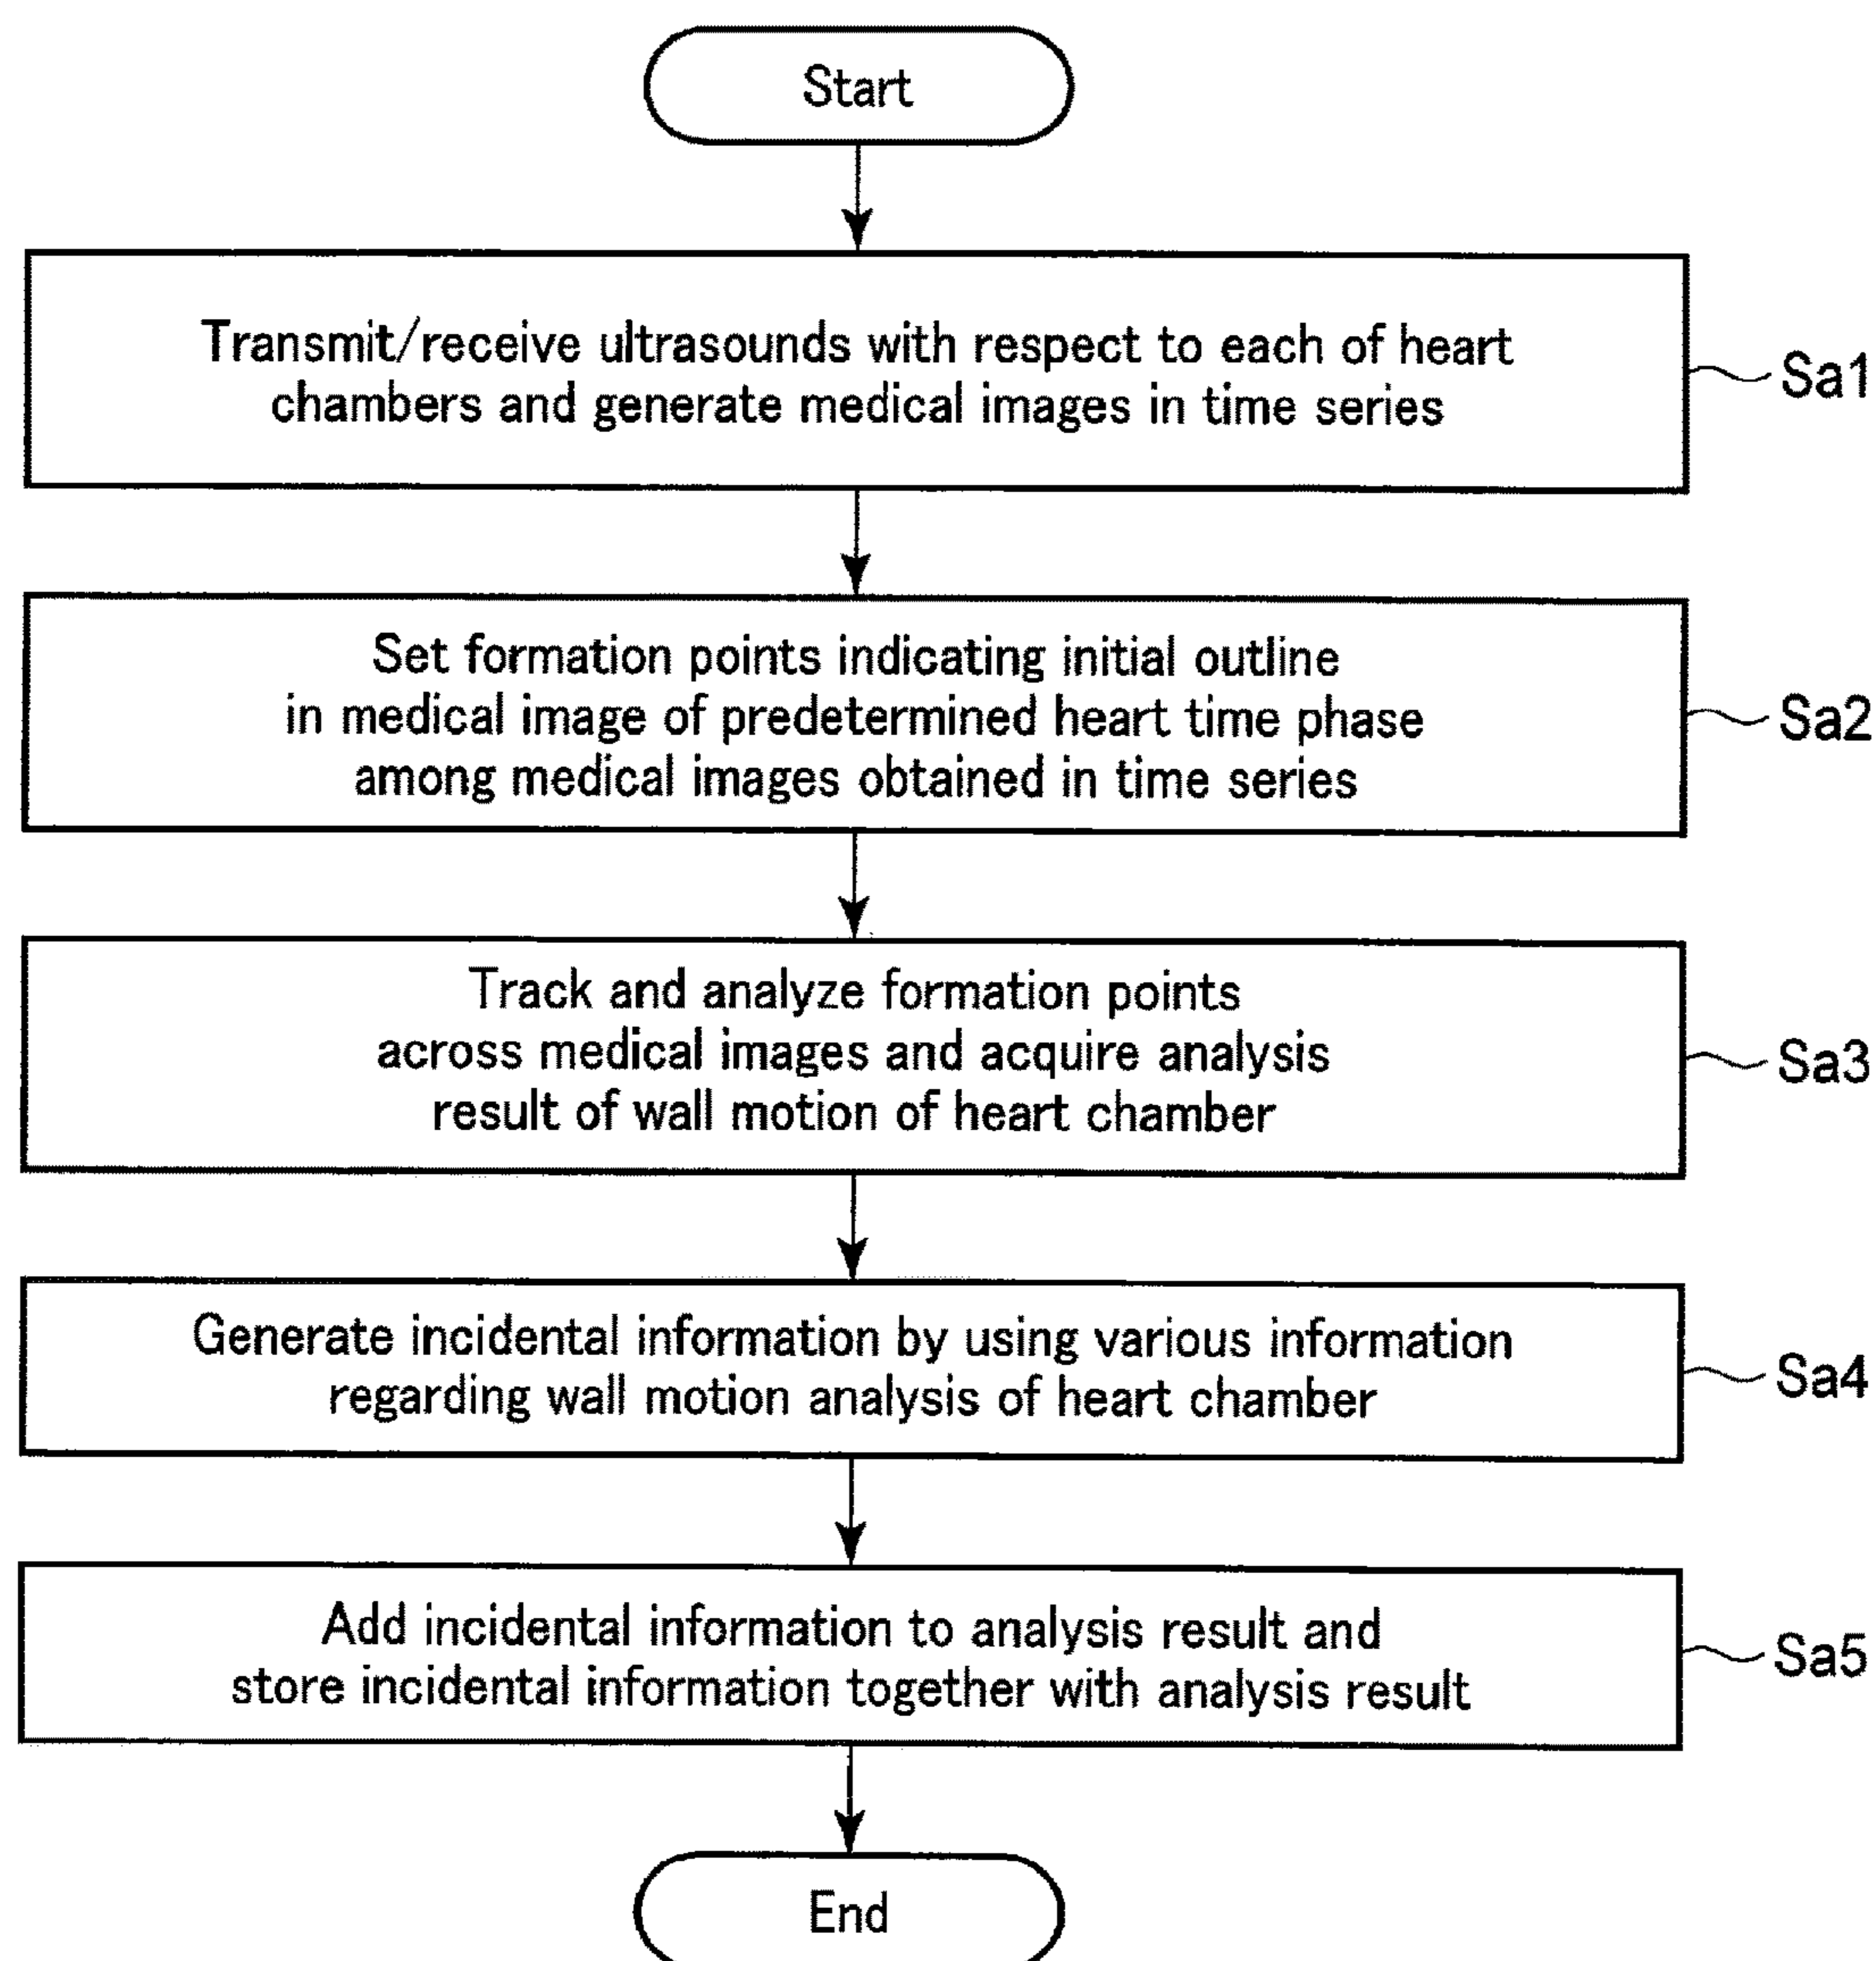 Start
Transmit/receive ultrasounds with respect to each of heart
chambers and generate medical images in time series
Sa1
Set formation points indicating initial outline
in medical image of predetermined heart time phase
among medical images obtained in time series
Sa2
Track and analyze formation points
across medical images and acquire analysis
result of wall motion of heart chamber
Sa3
Generate incidental information by using various information
regarding wall motion analysis of heart chamber
Sa4
Add incidental information to analysis result and
store incidental information together with analysis result
Sa5
End